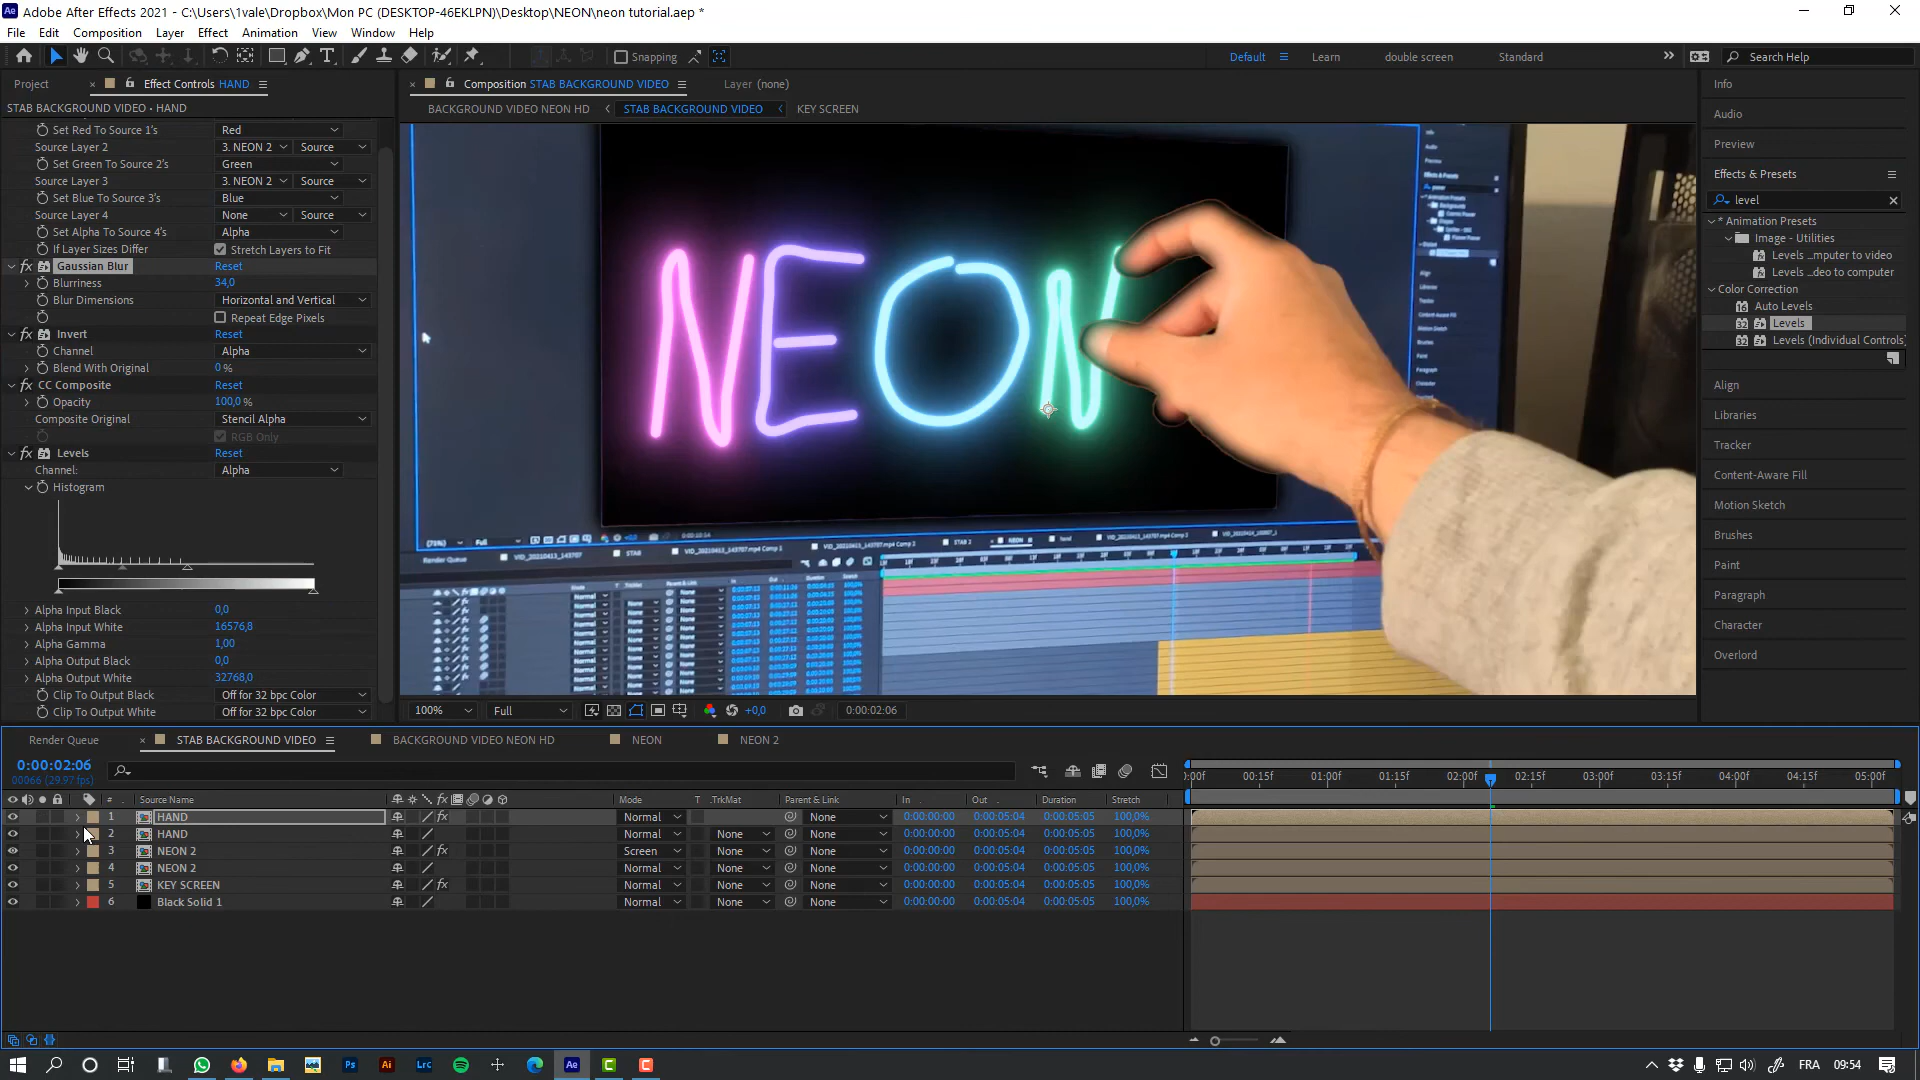 Adobe After Effects 2021 - C:\Users\1vale\Dropbox\Mon PC (DESKTOP-46EKLPN)\Desktop\NEON\neon tutorial.aep *
File Edit Composition Layer Effect Animation View Window Help
Snapping Default Learn double screen Standard Search Help
Project Effect Controls HAND
Composition STAB BACKGROUND VIDEO Layer (none)
STAB BACKGROUND VIDEO • HAND
BACKGROUND VIDEO NEON HD STAB BACKGROUND VIDEO KEY SCREEN
Set Red To Source 1's Red
Source Layer 2 3. NEON 2 Source
Set Green To Source 2's Green
Source Layer 3 3. NEON 2 Source
Set Blue To Source 3's Blue
Source Layer 4 None Source
Set Alpha To Source 4's Alpha
If Layer Sizes Differ Stretch Layers to Fit
fx Gaussian Blur Reset
Blurriness 34,0
Blur Dimensions Horizontal and Vertical
Repeat Edge Pixels
fx Invert Reset
Channel Alpha
Blend With Original 0 %
fx CC Composite Reset
Opacity 100,0 %
Composite Original Stencil Alpha
RGB Only
fx Levels Reset
Channel: Alpha
Histogram
Alpha Input Black 0,0
Alpha Input White 16576,8
Alpha Gamma 1,00
Alpha Output Black 0,0
Alpha Output White 32768,0
Clip To Output Black Off for 32 bpc Color
Clip To Output White Off for 32 bpc Color
NEON
100% Full +0,0 0:00:02:06
Info
Audio
Preview
Effects & Presets
level
* Animation Presets
Image - Utilities
Levels ...mputer to video
Levels ...deo to computer
Color Correction
16 Auto Levels
32 Levels
32 Levels (Individual Controls)
Align
Libraries
Tracker
Content-Aware Fill
Motion Sketch
Brushes
Paint
Paragraph
Character
Overlord
Render Queue STAB BACKGROUND VIDEO BACKGROUND VIDEO NEON HD NEON NEON 2
0:00:02:06
00066 (29.97 fps)
:00f 00:15f 01:00f 01:15f 02:00f 02:15f 03:00f 03:15f 04:00f 04:15f 05:00f
# Source Name Mode T .TrkMat Parent & Link In Out Duration Stretch
1 HAND Normal None 0:00:00:00 0:00:05:04 0:00:05:05 100,0%
2 HAND Normal None None 0:00:00:00 0:00:05:04 0:00:05:05 100,0%
3 NEON 2 Screen None None 0:00:00:00 0:00:05:04 0:00:05:05 100,0%
4 NEON 2 Normal None None 0:00:00:00 0:00:05:04 0:00:05:05 100,0%
5 KEY SCREEN Normal None None 0:00:00:00 0:00:05:04 0:00:05:05 100,0%
6 Black Solid 1 Normal None None 0:00:00:00 0:00:05:04 0:00:05:05 100,0%
Ps Ai Lrc Ae FRA 09:54